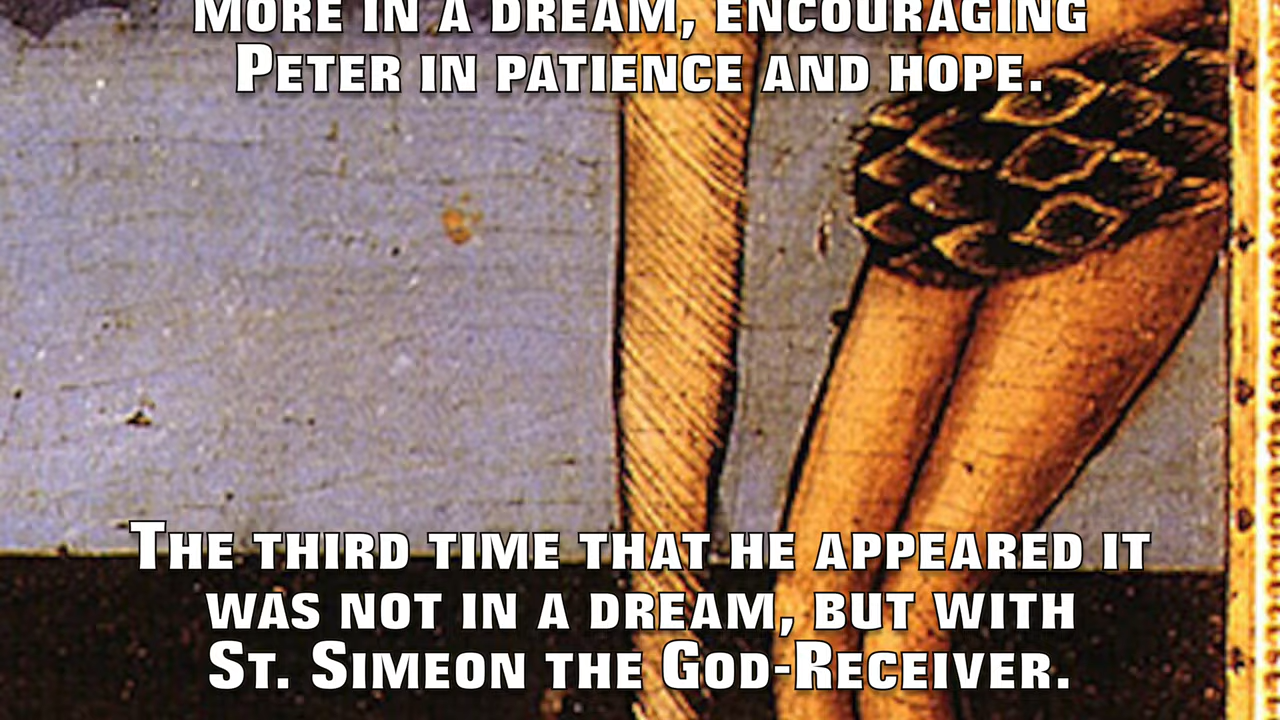 more in a dream, encouraging
Peter in patience and hope.
The third time that he appeared it
was not in a dream, but with
St. Simeon the God-Receiver.